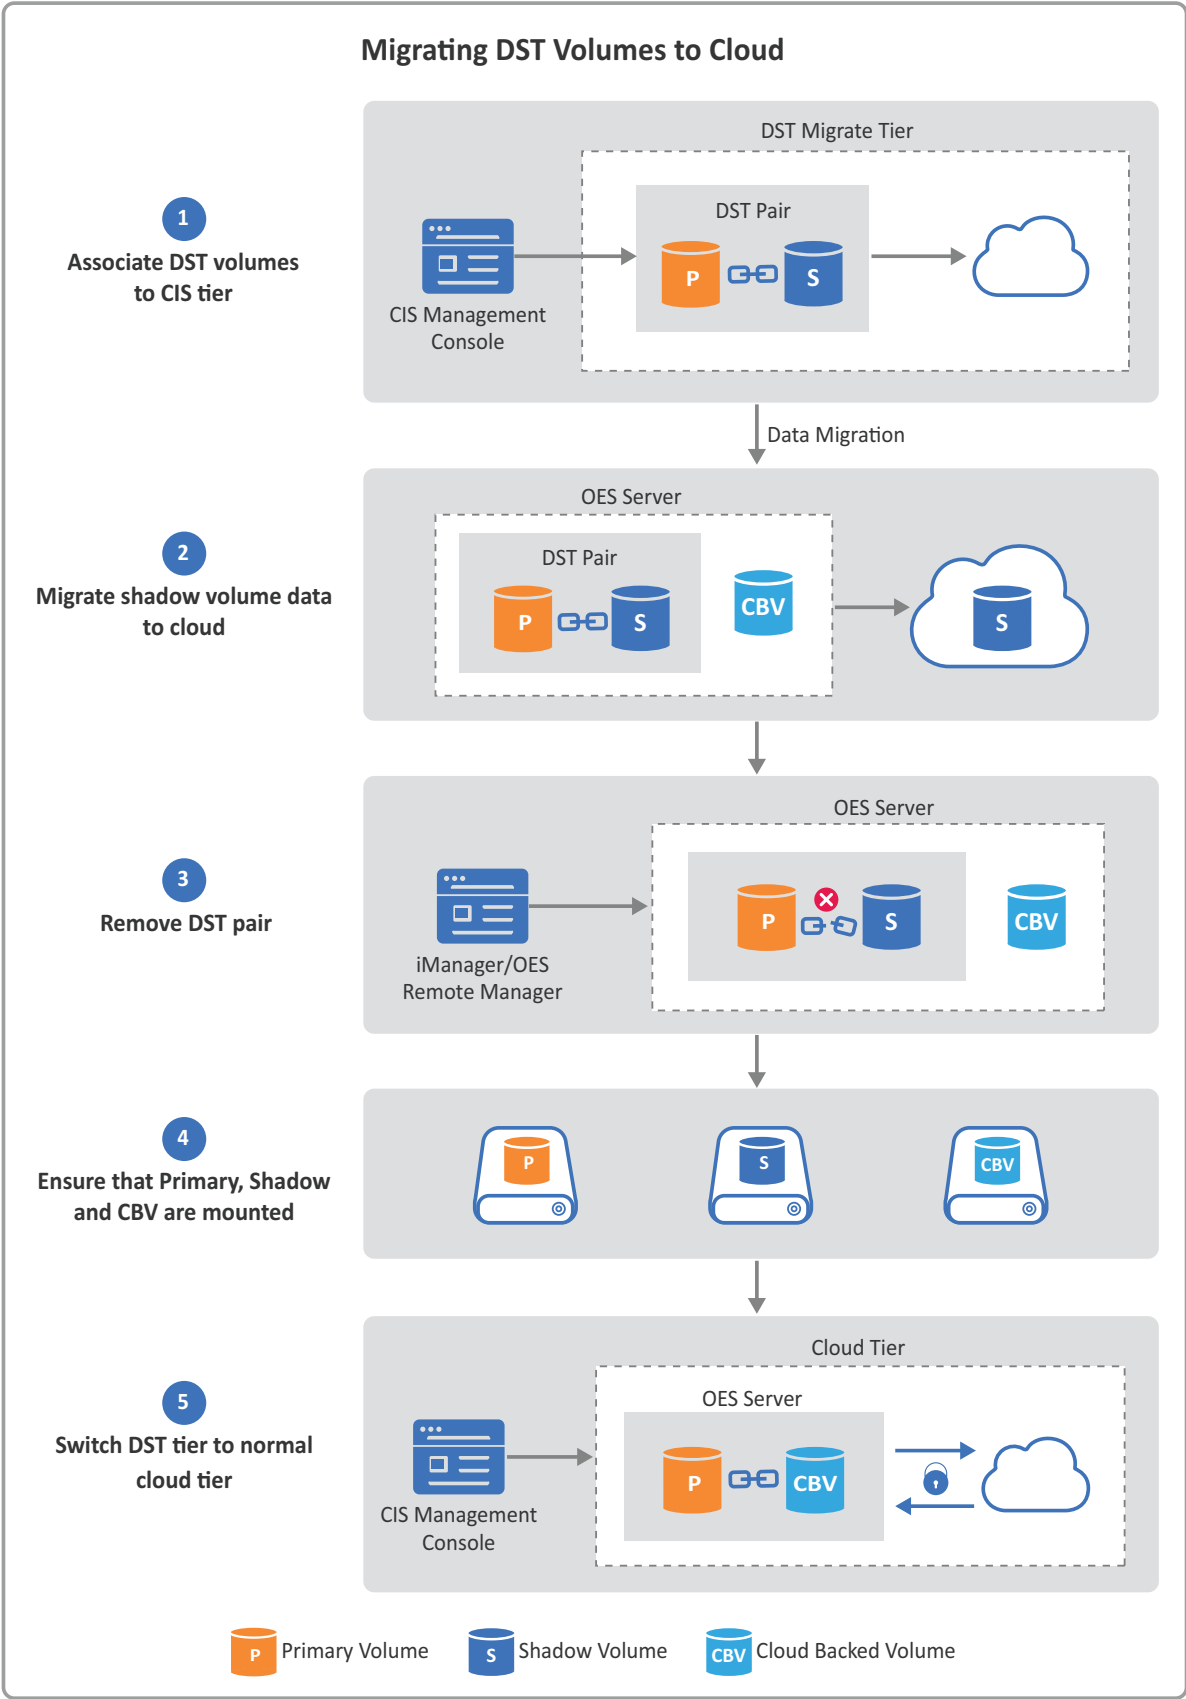 Migrating DST Volumes to Cloud
DST Migrate Tier
1
Associate DST volumes
to CIS tier
DST Pair
P
S
CIS Management
Console
Data Migration
2
Migrate shadow volume data
to cloud
OES Server
DST Pair
P
S
CBV
S
3
Remove DST pair
OES Server
P
S
CBV
iManager/OES
Remote Manager
4
Ensure that Primary, Shadow
and CBV are mounted
P
S
CBV
5
Switch DST tier to normal
cloud tier
Cloud Tier
OES Server
P
CBV
CIS Management
Console
P Primary Volume
S Shadow Volume
CBV Cloud Backed Volume